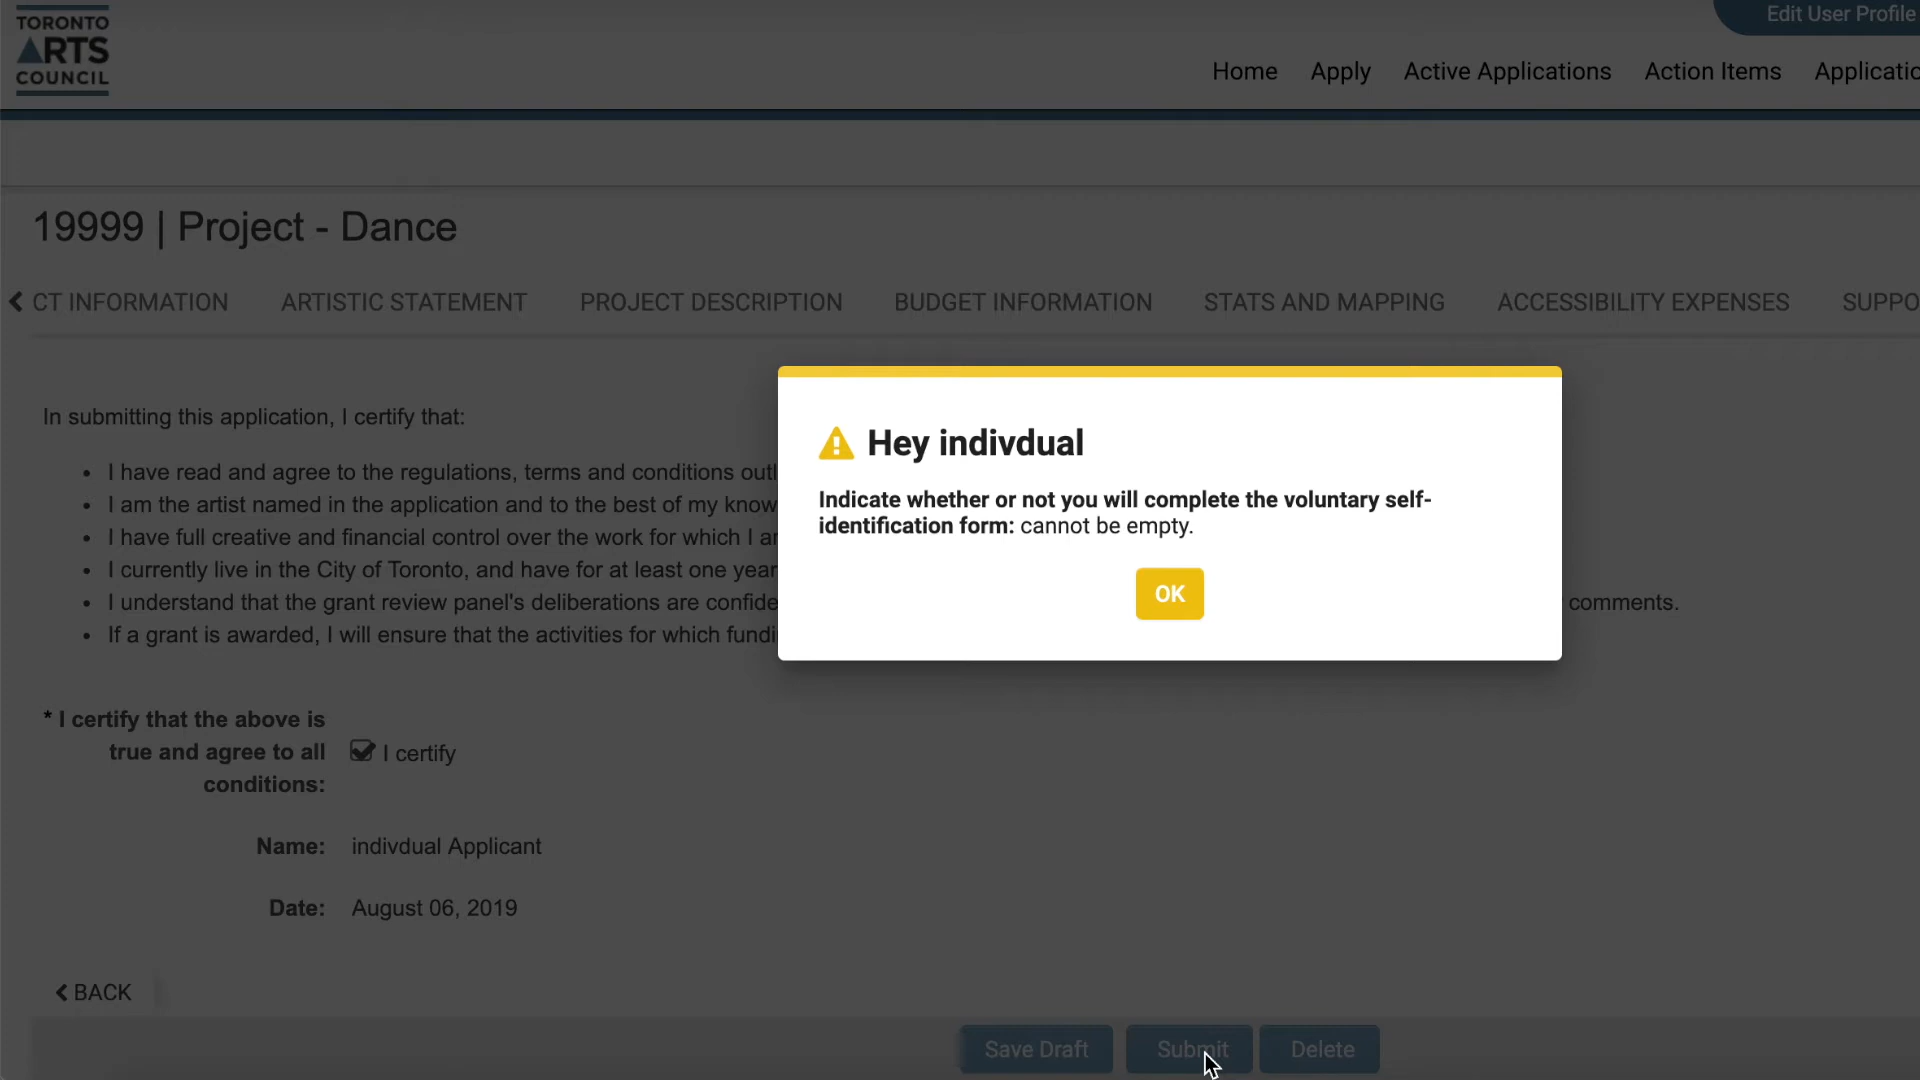 TORONTO
ARTS
COUNCIL
Edit User Profile
Home Apply Active Applications Action Items Applicatio
19999 | Project - Dance
CT INFORMATION ARTISTIC STATEMENT PROJECT DESCRIPTION BUDGET INFORMATION STATS AND MAPPING ACCESSIBILITY EXPENSES SUPPO
In submitting this application, I certify that:
• I have read and agree to the regulations, terms and conditions outl
• I am the artist named in the application and to the best of my know
• I have full creative and financial control over the work for which I ar
• I currently live in the City of Toronto, and have for at least one year
• I understand that the grant review panel's deliberations are confide comments.
• If a grant is awarded, I will ensure that the activities for which fundi
Hey indivdual
Indicate whether or not you will complete the voluntary self-
identification form: cannot be empty.
OK
* I certify that the above is
true and agree to all
conditions:
I certify
Name: indivdual Applicant
Date: August 06, 2019
BACK
Save Draft Submit Delete